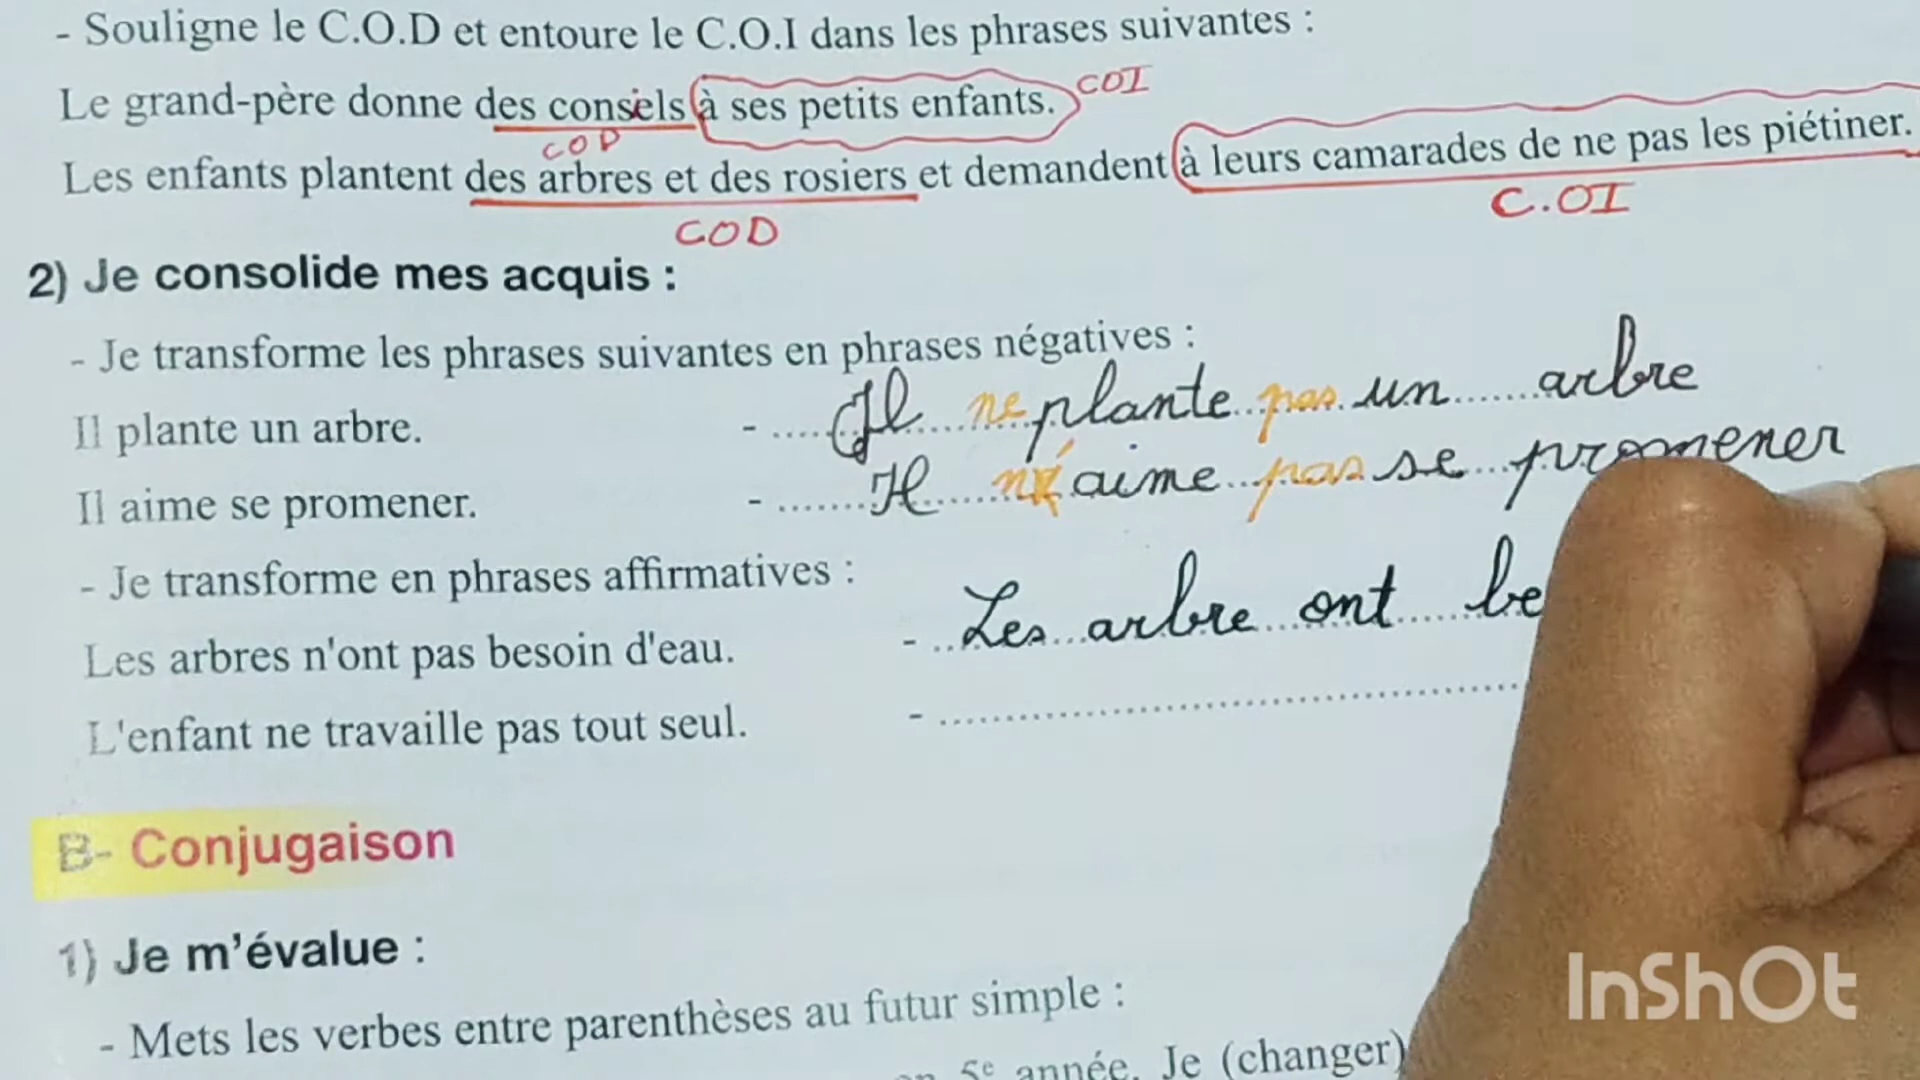 - Souligne le C.O.D et entoure le C.O.I dans les phrases suivantes :
Le grand-père donne des consiels à ses petits enfants. COI
COD
Les enfants plantent des arbres et des rosiers et demandent à leurs camarades de ne pas les piétiner.
COD C.OI
2) Je consolide mes acquis :
- Je transforme les phrases suivantes en phrases négatives :
Il plante un arbre. - Il ne plante pas un arbre
Il aime se promener. - Il n'aime pas se promener
- Je transforme en phrases affirmatives :
Les arbres n'ont pas besoin d'eau. - Les arbre ont be
L'enfant ne travaille pas tout seul. -
B- Conjugaison
1) Je m'évalue :
- Mets les verbes entre parenthèses au futur simple :
5e année. Je (changer)
InShOt